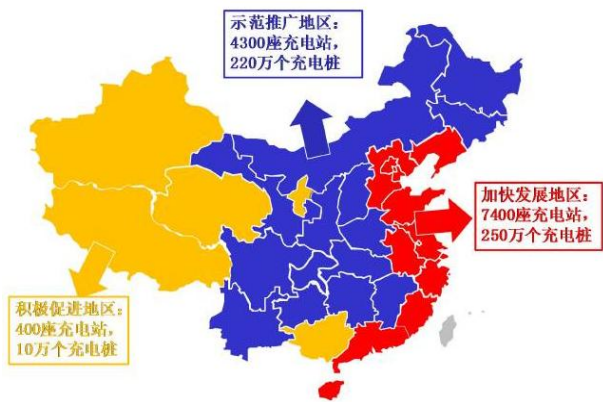 示范推广地区：
4300座充电站，
220万个充电桩
加快发展地区：
7400座充电站，
250万个充电桩
积极促进地区：
400座充电站，
10万个充电桩